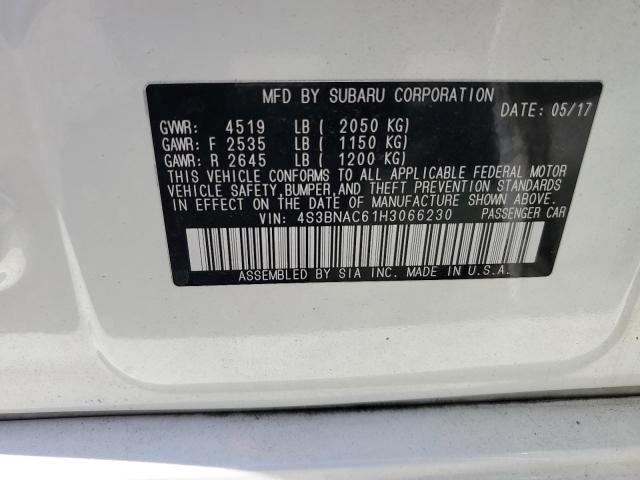 MFD BY SUBARU CORPORATION
DATE: 05/17
GVWR: 4519 LB ( 2050 KG)
GAWR: F 2535 LB ( 1150 KG)
GAWR: R 2645 LB ( 1200 KG)
THIS VEHICLE CONFORMS TO ALL APPLICABLE FEDERAL MOTOR
VEHICLE SAFETY, BUMPER, AND THEFT PREVENTION STANDARDS
IN EFFECT ON THE DATE OF MANUFACTURE SHOWN ABOVE.
VIN: 4S3BNAC61H3066230 PASSENGER CAR
ASSEMBLED BY SIA INC. MADE IN U.S.A.